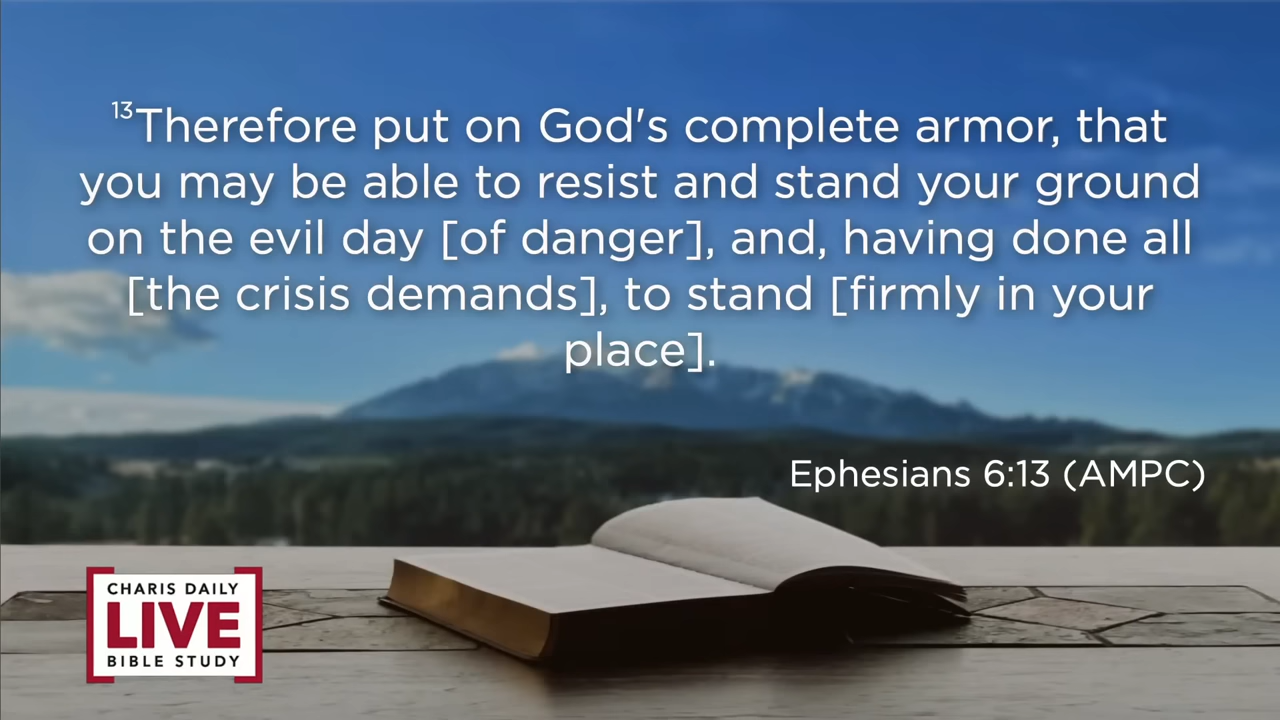 13Therefore put on God's complete armor, that
you may be able to resist and stand your ground
on the evil day [of danger], and, having done all
[the crisis demands], to stand [firmly in your
place].
Ephesians 6:13 (AMPC)
CHARIS DAILY
LIVE
BIBLE STUDY